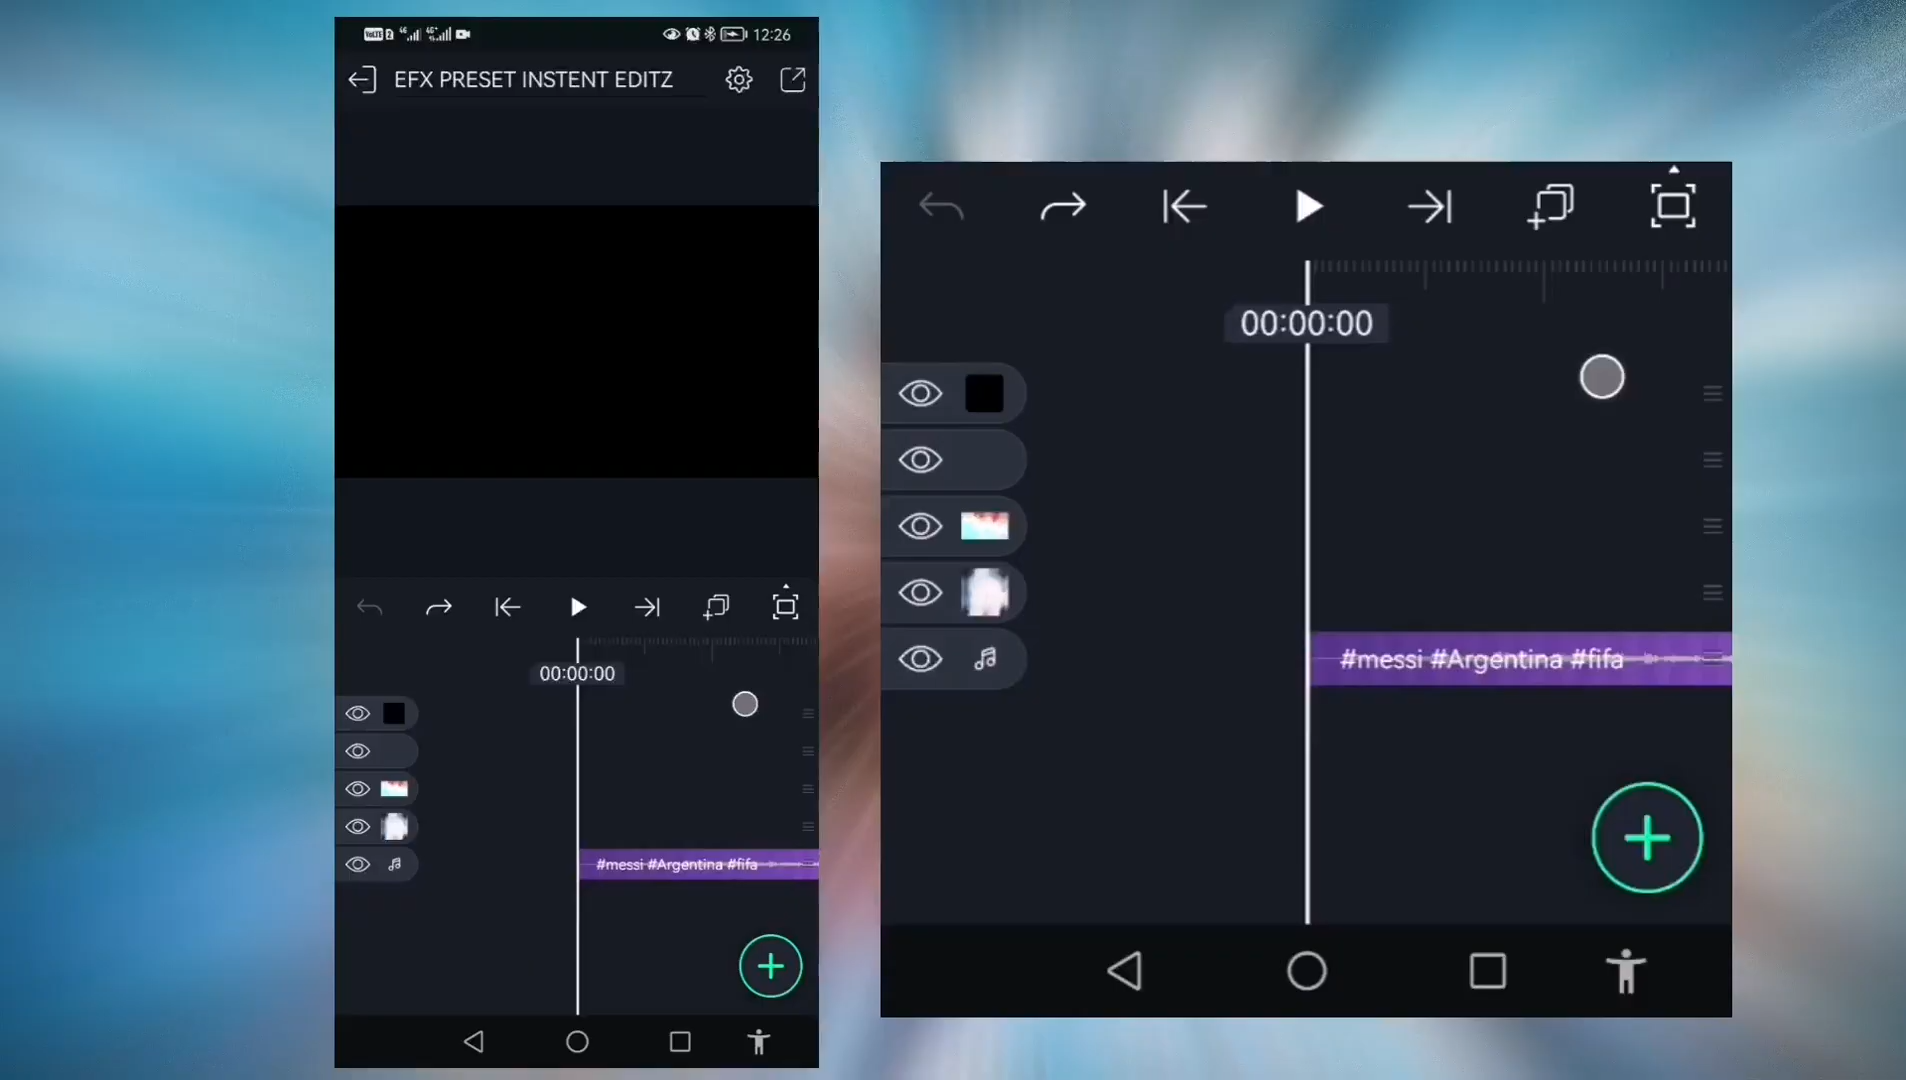 12:26
EFX PRESET INSTENT EDITZ
00:00:00
#messi #Argentina #fifa
00:00:00
#messi #Argentina #fifa